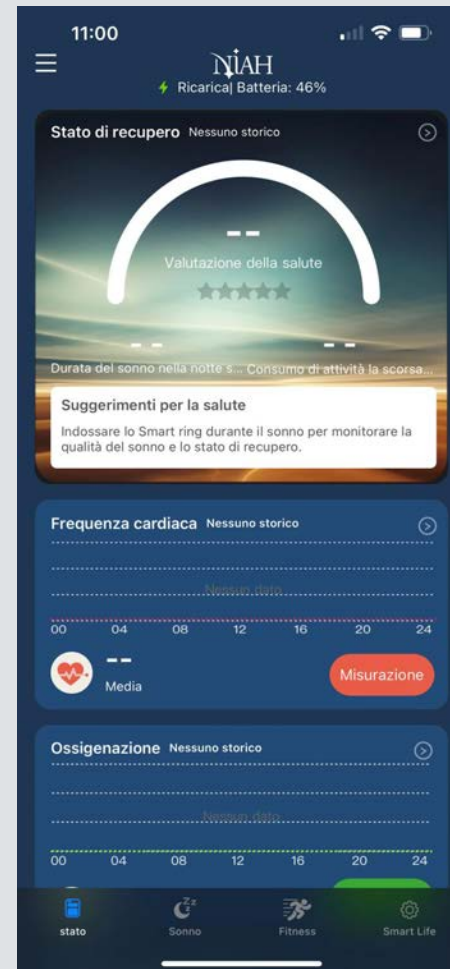 11:00
NIAH
Ricarica| Batteria: 46%
Stato di recupero Nessuno storico
--
Valutazione della salute
-- --
Durata del sonno nella notte s... Consumo di attività la scorsa...
Suggerimenti per la salute
Indossare lo Smart ring durante il sonno per monitorare la
qualità del sonno e lo stato di recupero.
Frequenza cardiaca Nessuno storico
Nessun dato
00 04 08 12 16 20 24
--
Media
Misurazione
Ossigenazione Nessuno storico
Nessun dato
00 04 08 12 16 20 24
stato Sonno Fitness Smart Life